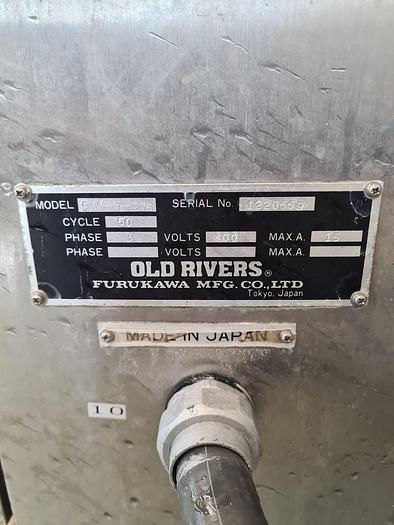 MODEL SERIAL No. 1220659
CYCLE 50
PHASE 3 VOLTS 400 MAX.A. 15
PHASE VOLTS MAX.A.
OLD RIVERS®
FURUKAWA MFG. CO.,LTD
Tokyo, Japan
MADE IN JAPAN
10